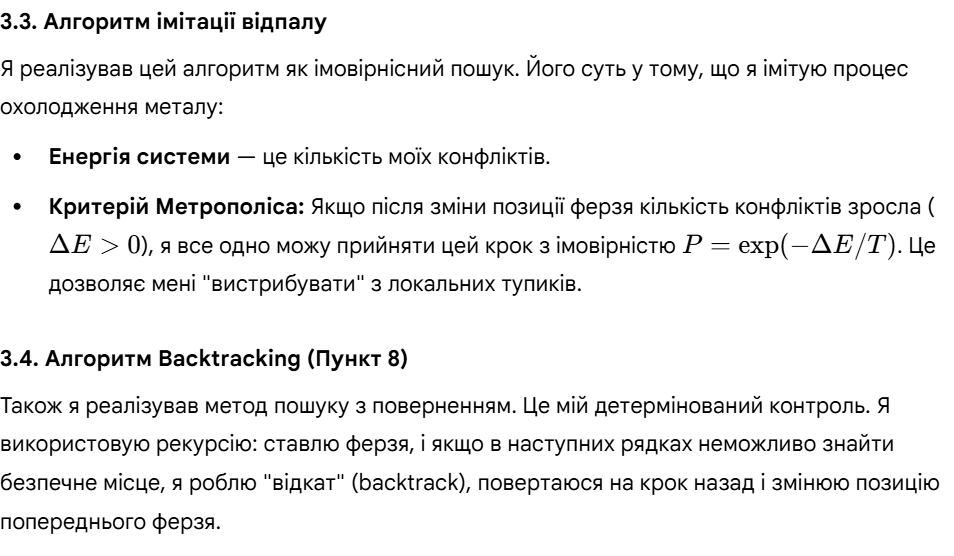 3.3. Алгоритм імітації відпалу
Я реалізував цей алгоритм як імовірнісний пошук. Його суть у тому, що я імітую процес
охолодження металу:
• Енергія системи — це кількість моїх конфліктів.
• Критерій Метрополіса: Якщо після зміни позиції ферзя кількість конфліктів зросла (
ΔE > 0), я все одно можу прийняти цей крок з імовірністю P = exp(−ΔE/T). Це
дозволяє мені "вистрибувати" з локальних тупиків.
3.4. Алгоритм Backtracking (Пункт 8)
Також я реалізував метод пошуку з поверненням. Це мій детермінований контроль. Я
використовую рекурсію: ставлю ферзя, і якщо в наступних рядках неможливо знайти
безпечне місце, я роблю "відкат" (backtrack), повертаюся на крок назад і змінюю позицію
попереднього ферзя.